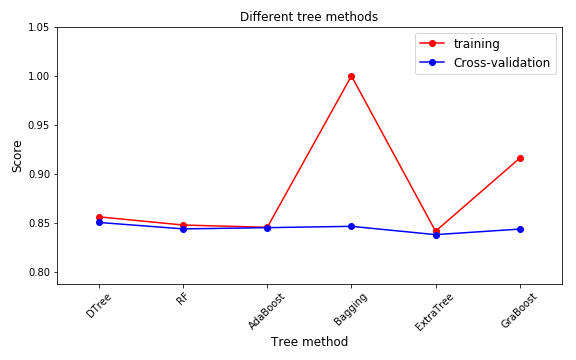 Different tree methods
1.05
1.00
0.95
0.90
0.85
0.80
Score
training
Cross-validation
DTree
RF
AdaBoost
Bagging
ExtraTree
GraBoost
Tree method